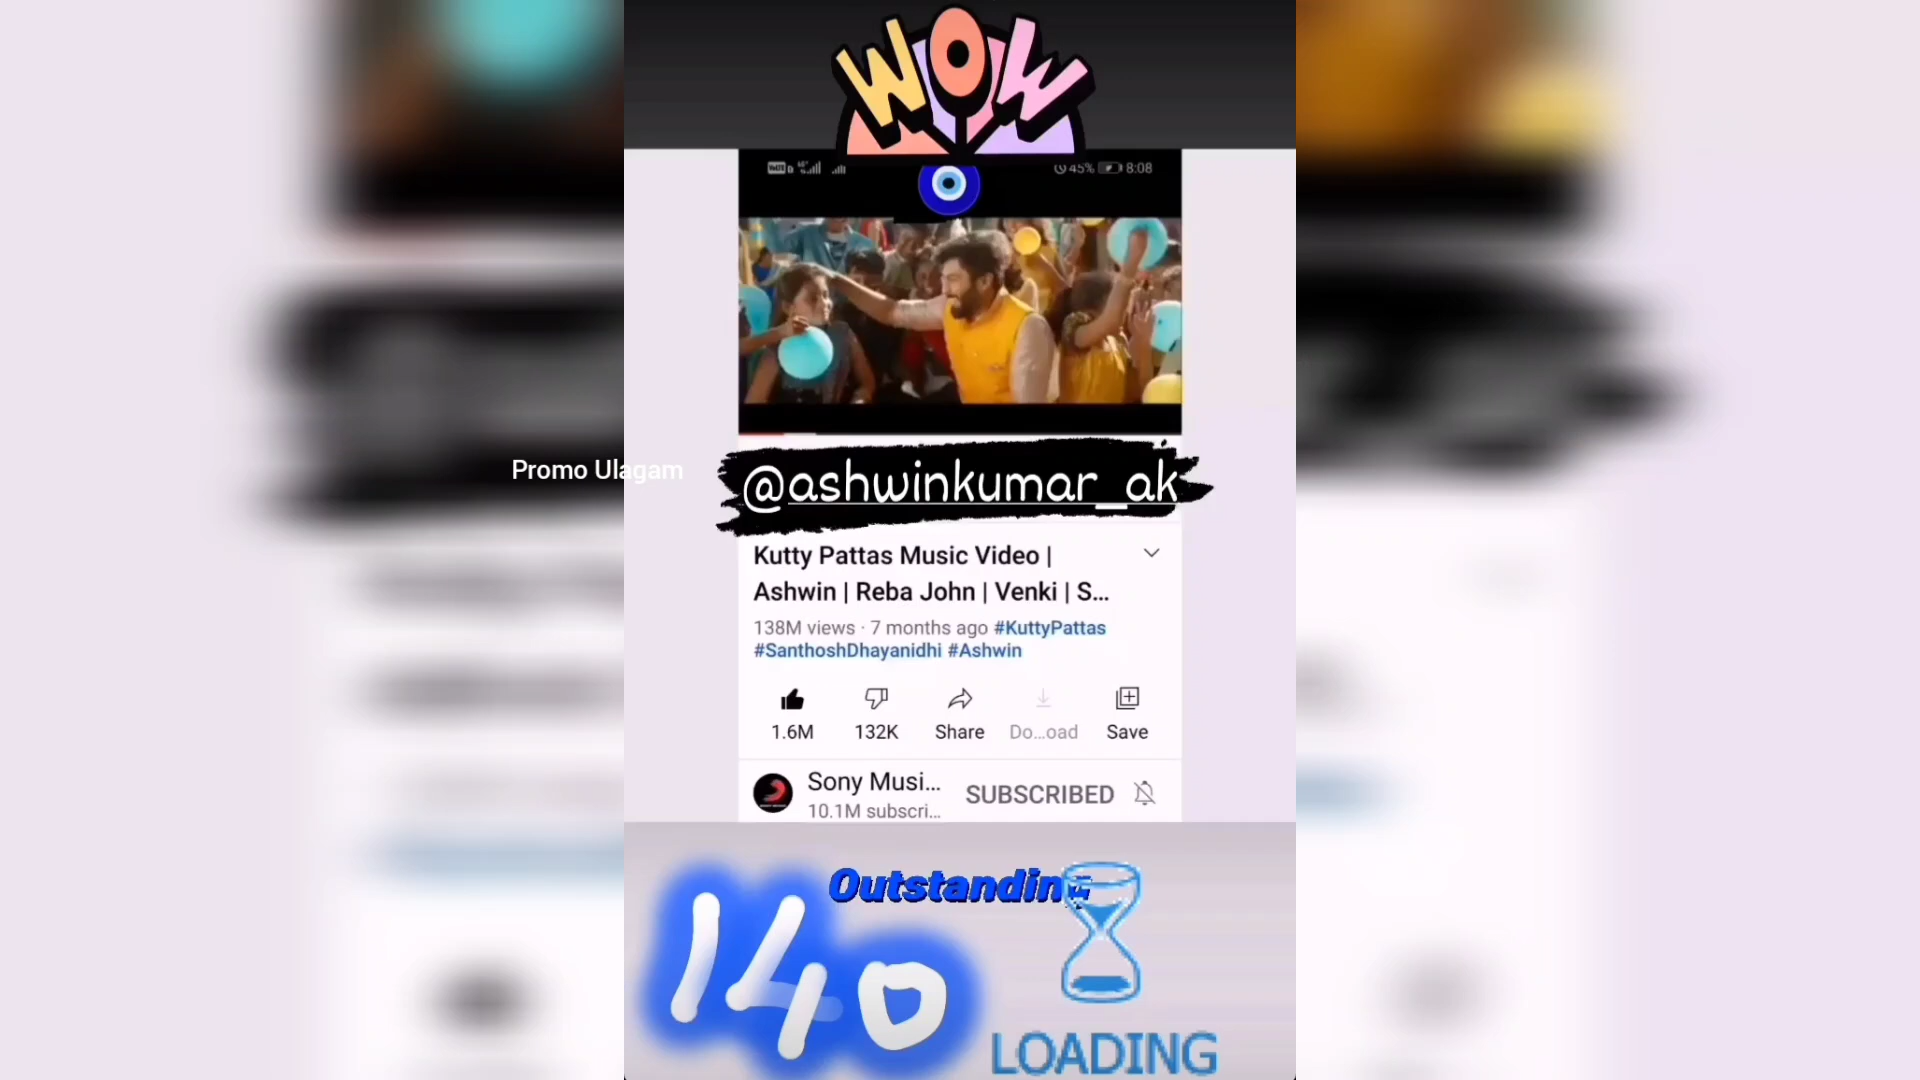 WOW
45% 8:08
Promo Ulagam
@ashwinkumar_ak
Kutty Pattas Music Video |
Ashwin | Reba John | Venki | S...
138M views · 7 months ago #KuttyPattas
#SanthoshDhayanidhi #Ashwin
1.6M 132K Share Do...oad Save
Sony Musi... SUBSCRIBED
10.1M subscri...
Outstanding
140
LOADING